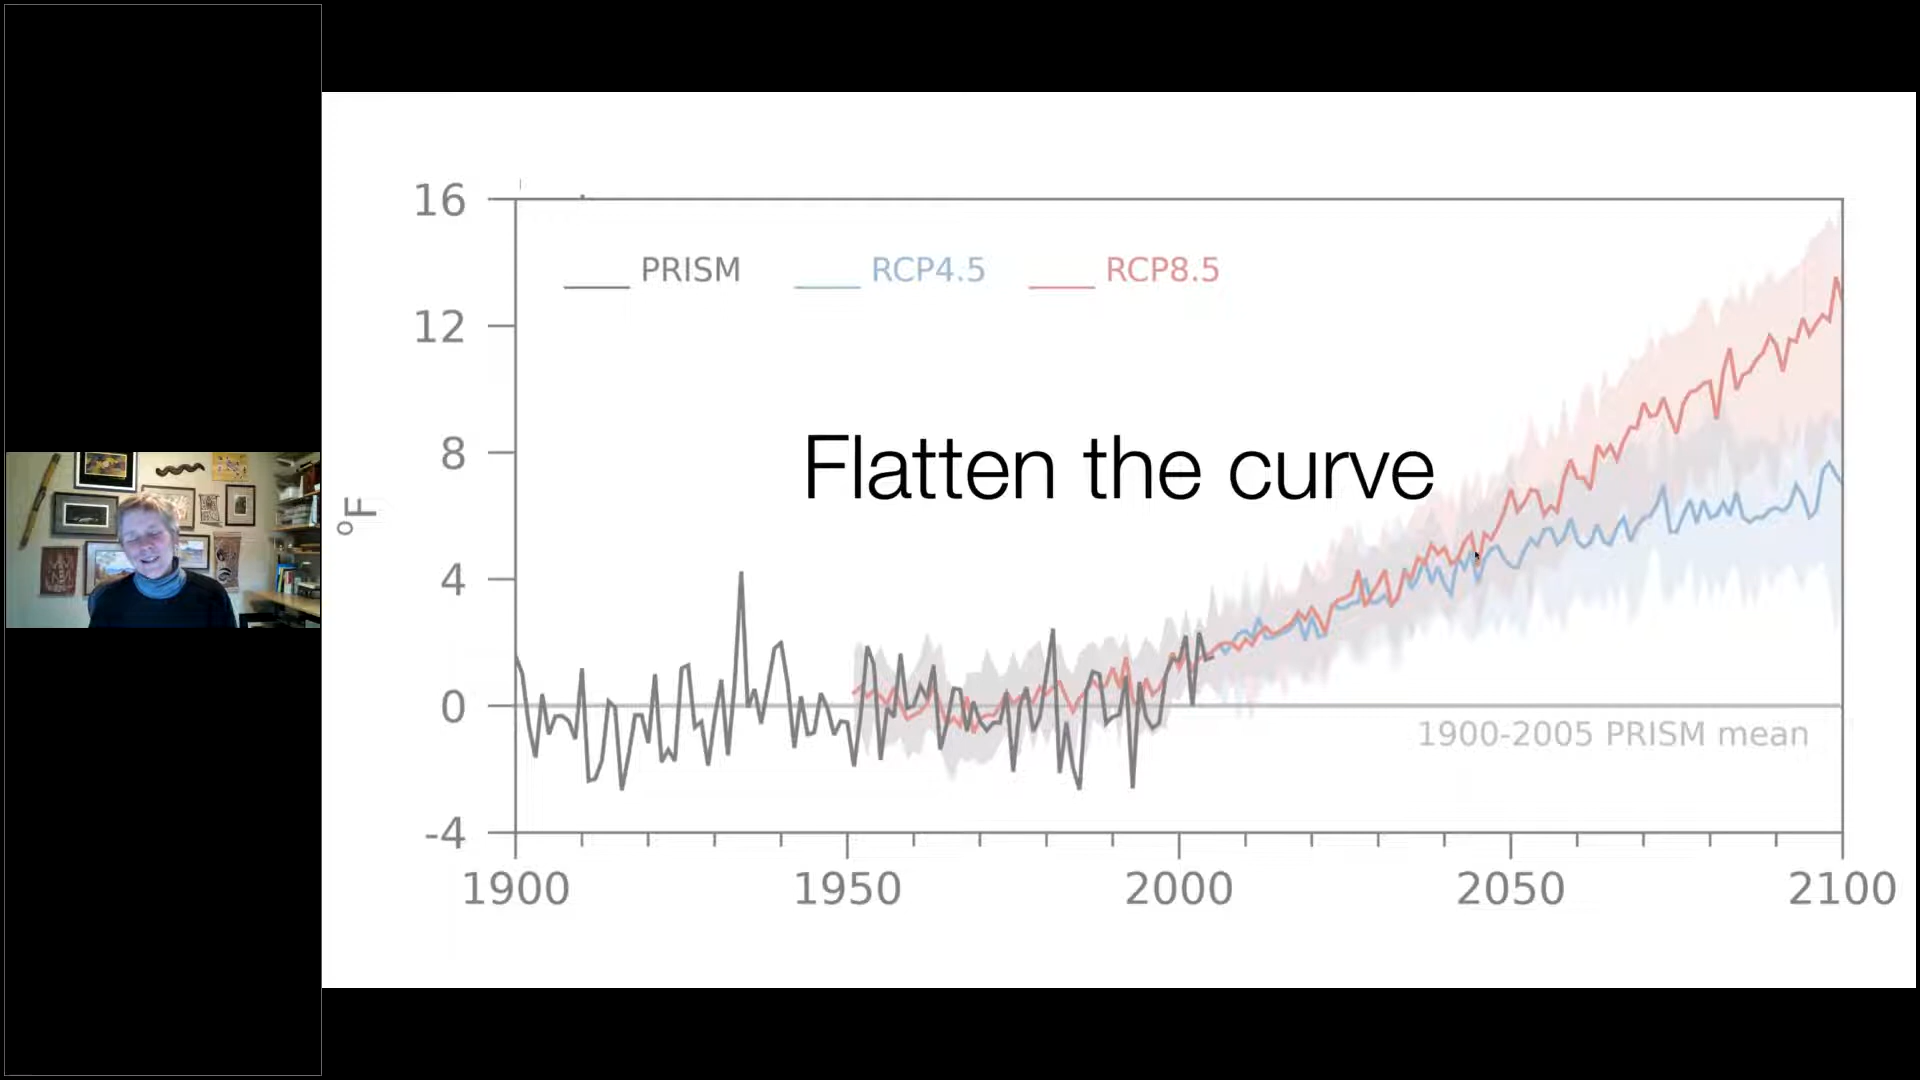 16
PRISM RCP4.5 RCP8.5
12
Flatten the curve
8
°F
4
0
1900-2005 PRISM mean
-4
1900 1950 2000 2050 2100